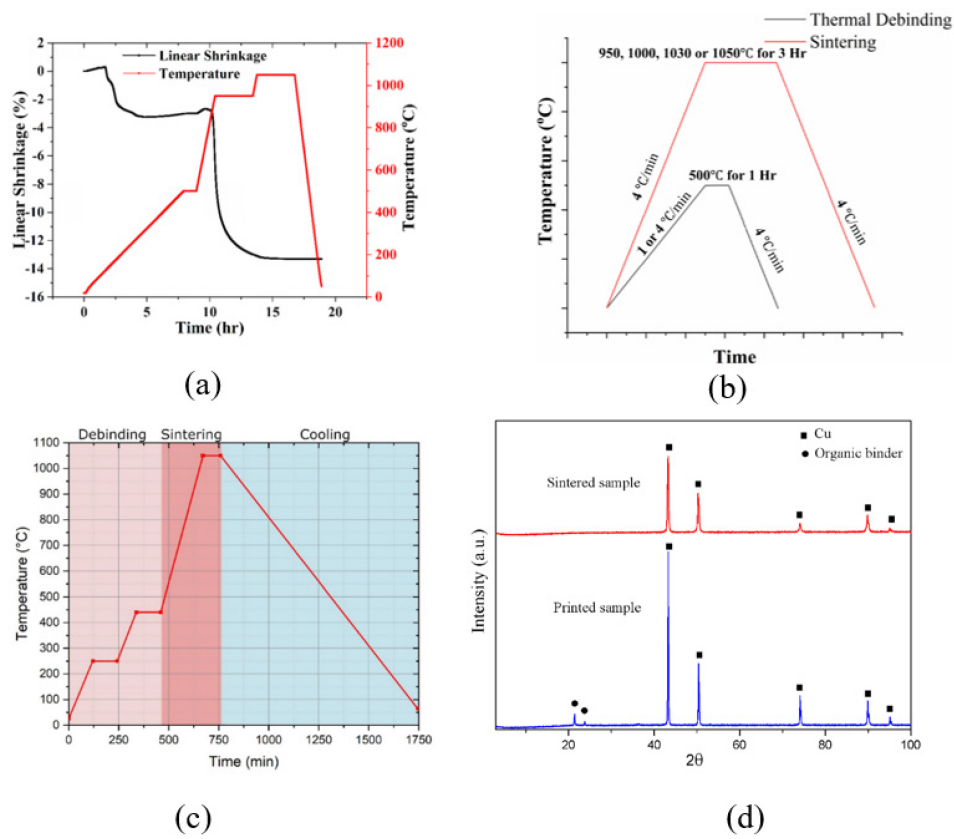 2
0
-2
-4
-6
-8
-10
-12
-14
-16
Linear Shrinkage (%)
Linear Shrinkage
Temperature
1200
1000
800
600
400
200
0
Temperature (°C)
0 5 10 15 20
Time (hr)
(a)
Thermal Debinding
Sintering
950, 1000, 1030 or 1050℃ for 3 Hr
500℃ for 1 Hr
4 ℃/min
1 or 4 ℃/min
4 ℃/min
4 ℃/min
Temperature (ºC)
Time
(b)
Debinding Sintering Cooling
1100
1000
900
800
700
600
500
400
300
200
100
0
Temperature (°C)
0 250 500 750 1000 1250 1500 1750
Time (min)
(c)
Cu
Organic binder
Sintered sample
Printed sample
Intensity (a.u.)
20 40 60 80 100
2θ
(d)